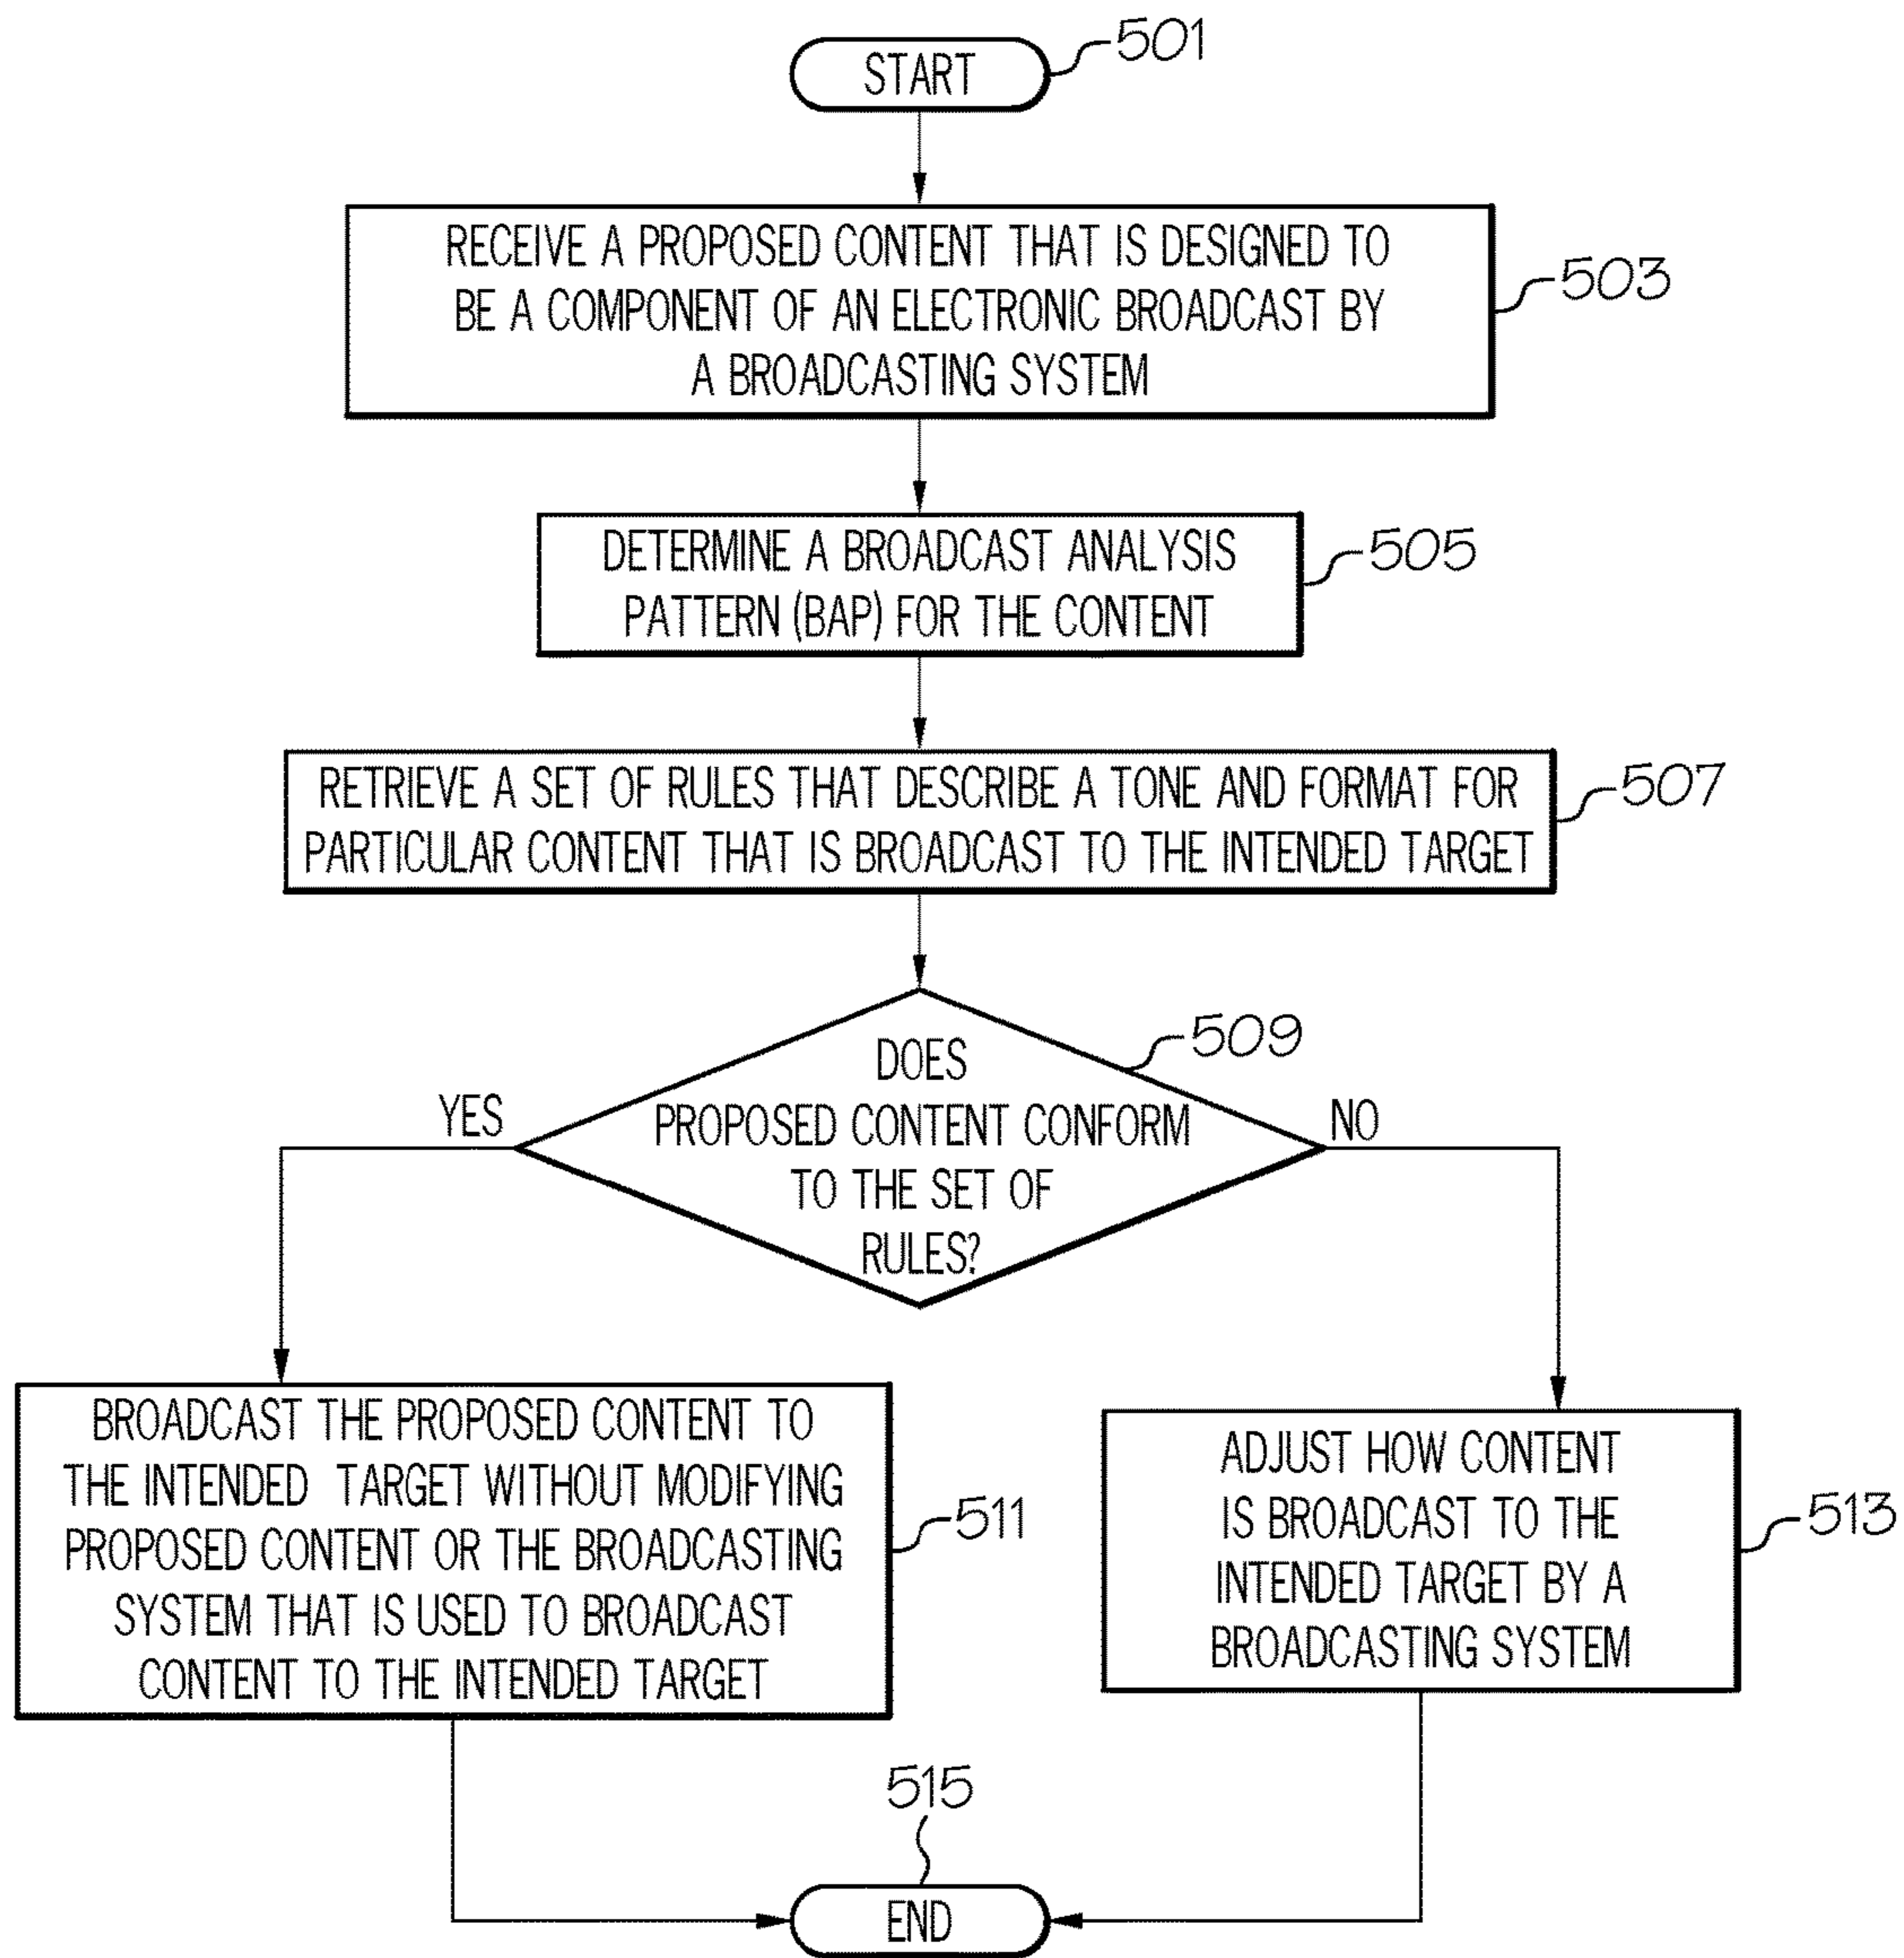 START
501
RECEIVE A PROPOSED CONTENT THAT IS DESIGNED TO
BE A COMPONENT OF AN ELECTRONIC BROADCAST BY
A BROADCASTING SYSTEM
503
DETERMINE A BROADCAST ANALYSIS
PATTERN (BAP) FOR THE CONTENT
505
RETRIEVE A SET OF RULES THAT DESCRIBE A TONE AND FORMAT FOR
PARTICULAR CONTENT THAT IS BROADCAST TO THE INTENDED TARGET
507
DOES
PROPOSED CONTENT CONFORM
TO THE SET OF
RULES?
509
YES
NO
BROADCAST THE PROPOSED CONTENT TO
THE INTENDED TARGET WITHOUT MODIFYING
PROPOSED CONTENT OR THE BROADCASTING
SYSTEM THAT IS USED TO BROADCAST
CONTENT TO THE INTENDED TARGET
511
ADJUST HOW CONTENT
IS BROADCAST TO THE
INTENDED TARGET BY A
BROADCASTING SYSTEM
513
515
END